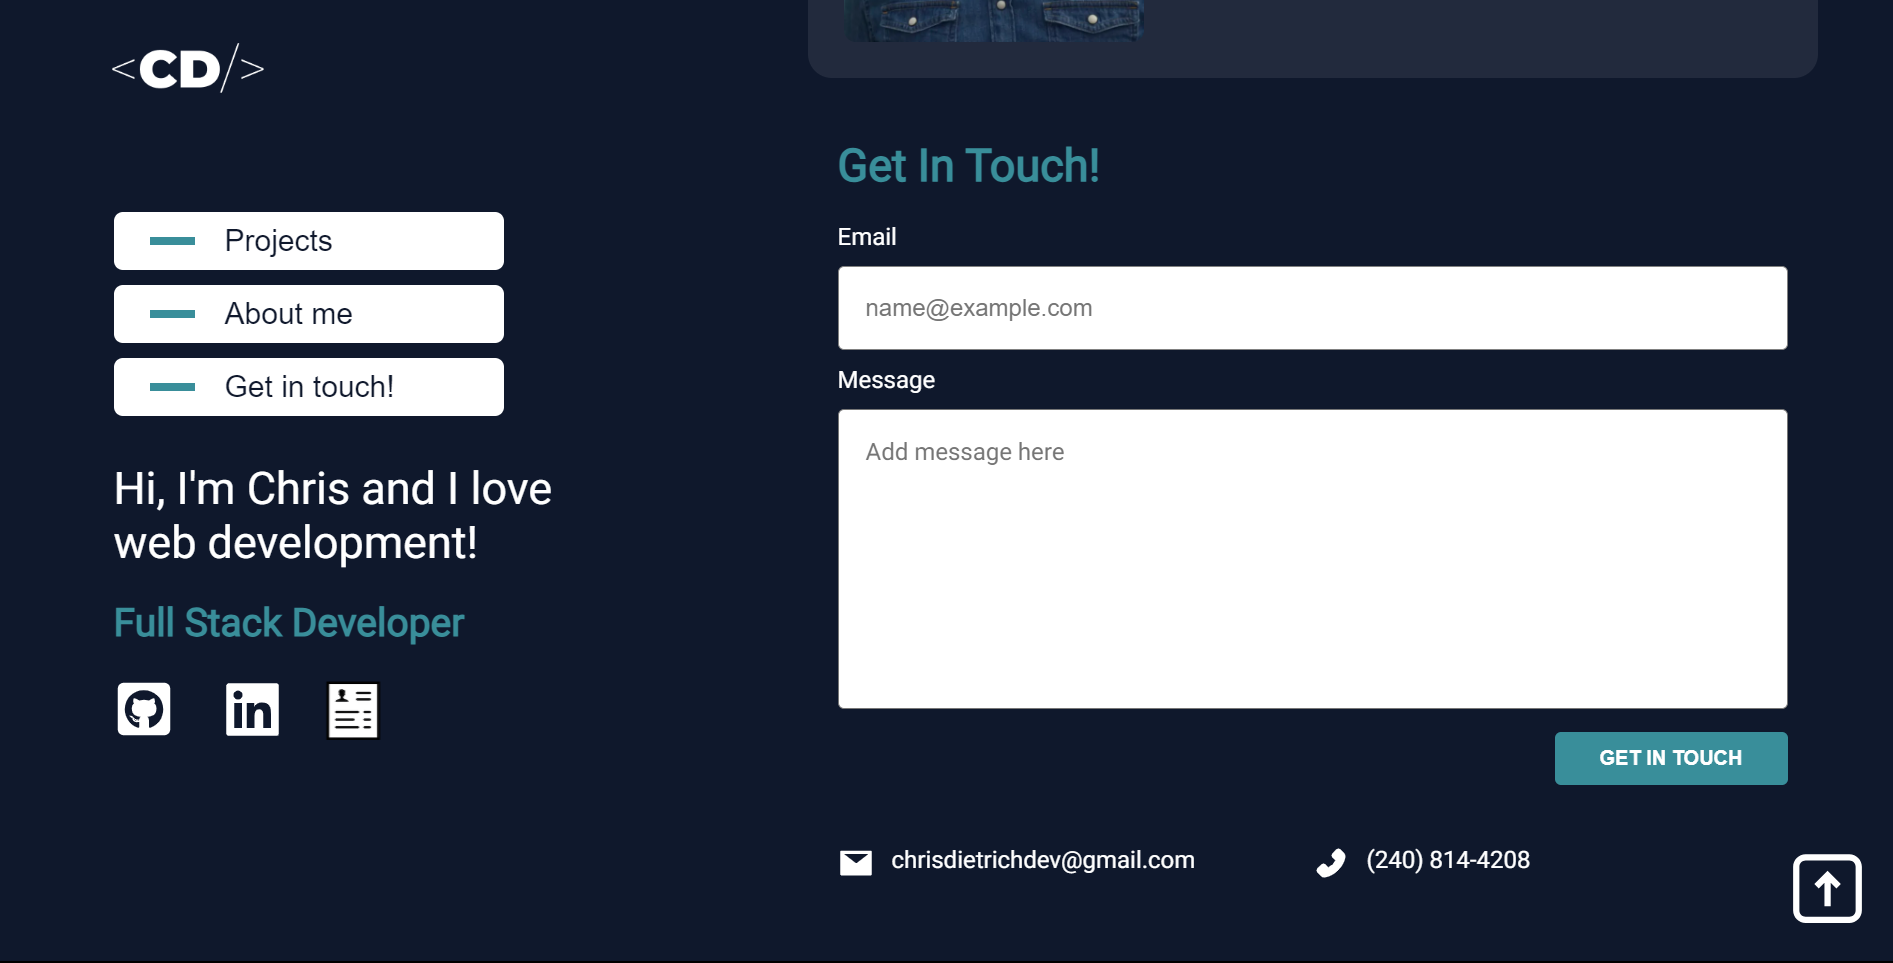 <CD/>
Projects
About me
Get in touch!
Hi, I'm Chris and I love
web development!
Full Stack Developer
in
Get In Touch!
Email
name@example.com
Message
Add message here
GET IN TOUCH
chrisdietrichdev@gmail.com
(240) 814-4208